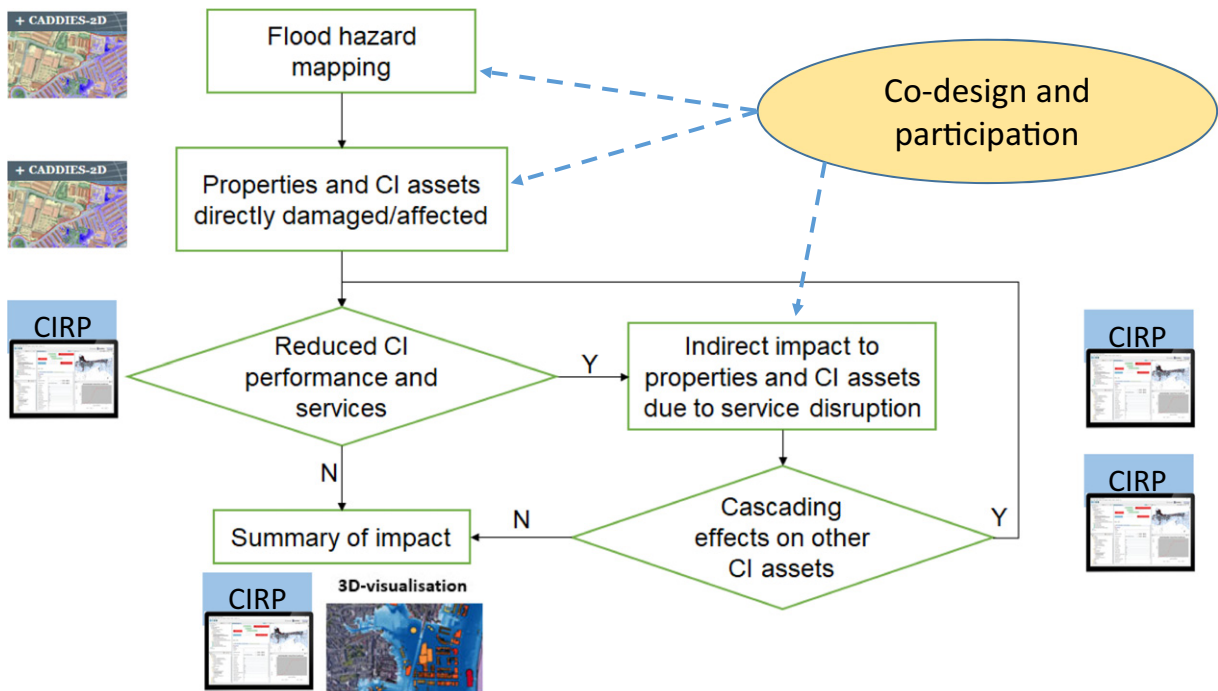 + CADDIES-2D
Flood hazard
mapping
Co-design and
participation
+ CADDIES-2D
Properties and CI assets
directly damaged/affected
CIRP
Reduced CI
performance and
services
Y
Indirect impact to
properties and CI assets
due to service disruption
CIRP
N
Summary of impact
N
Cascading
effects on other
CI assets
Y
CIRP
CIRP
3D-visualisation